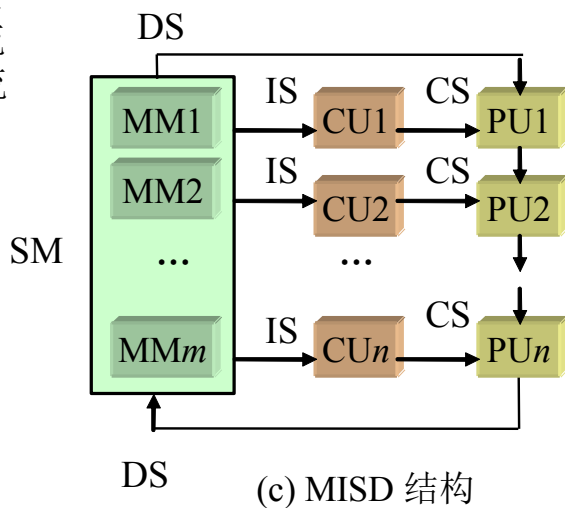 DS
IS
CS
MM1
CU1
PU1
IS
CS
MM2
CU2
PU2
SM
...
...
IS
CS
MMm
CUn
PUn
DS
(c) MISD 结构